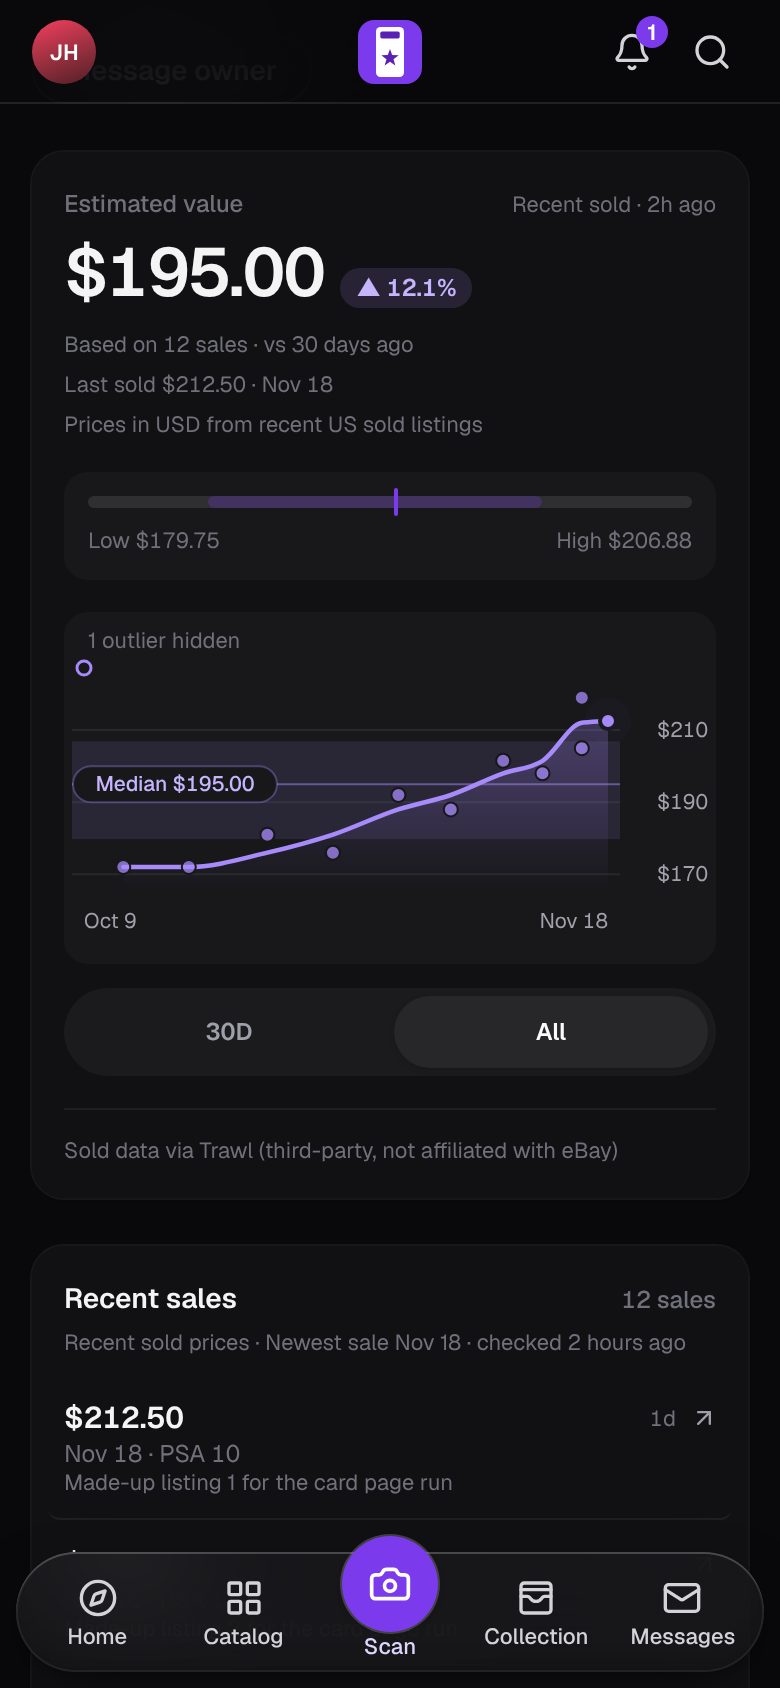 JH
Message owner
1
Estimated value
Recent sold · 2h ago
$195.00
▲ 12.1%
Based on 12 sales · vs 30 days ago
Last sold $212.50 · Nov 18
Prices in USD from recent US sold listings
Low $179.75
High $206.88
1 outlier hidden
$210
Median $195.00
$190
$170
Oct 9
Nov 18
30D
All
Sold data via Trawl (third-party, not affiliated with eBay)
Recent sales
12 sales
Recent sold prices · Newest sale Nov 18 · checked 2 hours ago
$212.50
1d
Nov 18 · PSA 10
Made-up listing 1 for the card page run
Home
Catalog
Scan
Collection
Messages